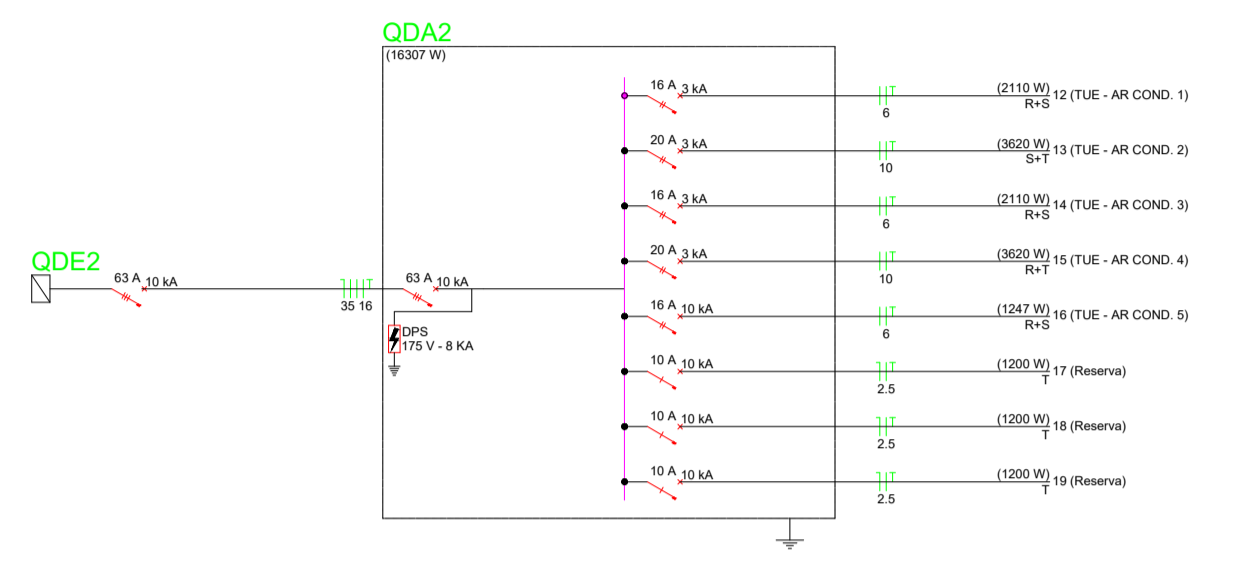 QDA2
(16307 W)
16 A 3 kA
6
(2110 W) 12 (TUE - AR COND. 1)
R+S
20 A 3 kA
10
(3620 W) 13 (TUE - AR COND. 2)
S+T
16 A 3 kA
6
(2110 W) 14 (TUE - AR COND. 3)
R+S
QDE2
63 A 10 kA
35 16
63 A 10 kA
20 A 3 kA
10
(3620 W) 15 (TUE - AR COND. 4)
R+T
DPS
175 V - 8 KA
16 A 10 kA
6
(1247 W) 16 (TUE - AR COND. 5)
R+S
10 A 10 kA
2.5
(1200 W) 17 (Reserva)
T
10 A 10 kA
2.5
(1200 W) 18 (Reserva)
T
10 A 10 kA
2.5
(1200 W) 19 (Reserva)
T